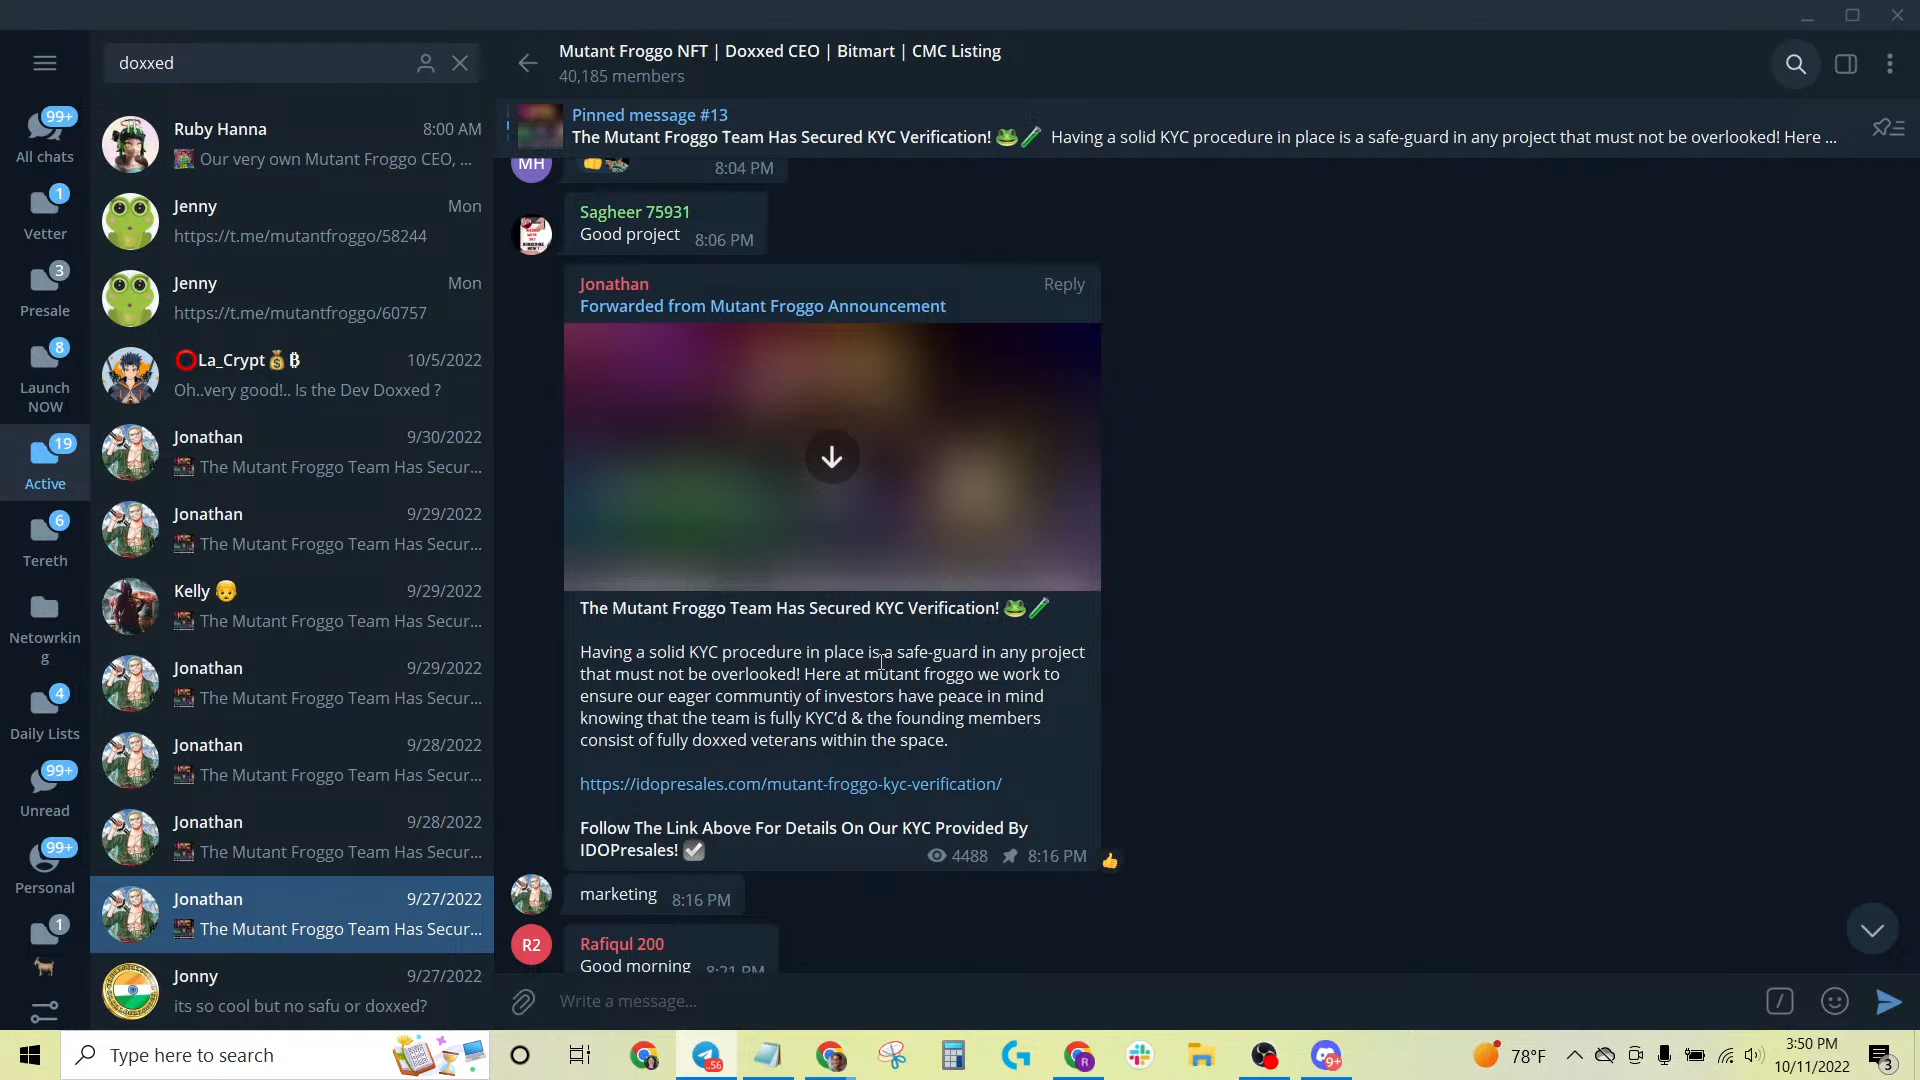 doxxed
Mutant Froggo NFT | Doxxed CEO | Bitmart | CMC Listing
40,185 members
Pinned message #13
The Mutant Froggo Team Has Secured KYC Verification! 🐸🧪 Having a solid KYC procedure in place is a safe-guard in any project that must not be overlooked! Here ...
99+
All chats
1
Vetter
3
Presale
8
Launch
NOW
19
Active
6
Tereth
Netowrkin
g
4
Daily Lists
99+
Unread
99+
Personal
1
Ruby Hanna 8:00 AM
Our very own Mutant Froggo CEO, ...
Jenny Mon
https://t.me/mutantfroggo/58244
Jenny Mon
https://t.me/mutantfroggo/60757
⭕La_Crypt💰₿ 10/5/2022
Oh..very good!.. Is the Dev Doxxed ?
Jonathan 9/30/2022
The Mutant Froggo Team Has Secur...
Jonathan 9/29/2022
The Mutant Froggo Team Has Secur...
Kelly 👴 9/29/2022
The Mutant Froggo Team Has Secur...
Jonathan 9/29/2022
The Mutant Froggo Team Has Secur...
Jonathan 9/28/2022
The Mutant Froggo Team Has Secur...
Jonathan 9/28/2022
The Mutant Froggo Team Has Secur...
Jonathan 9/27/2022
The Mutant Froggo Team Has Secur...
Jonny 9/27/2022
its so cool but no safu or doxxed?
MH 8:04 PM
Sagheer 75931
Good project 8:06 PM
Jonathan Reply
Forwarded from Mutant Froggo Announcement
The Mutant Froggo Team Has Secured KYC Verification! 🐸🧪
Having a solid KYC procedure in place is a safe-guard in any project
that must not be overlooked! Here at mutant froggo we work to
ensure our eager communtiy of investors have peace in mind
knowing that the team is fully KYC’d & the founding members
consist of fully doxxed veterans within the space.
https://idopresales.com/mutant-froggo-kyc-verification/
Follow The Link Above For Details On Our KYC Provided By
IDOPresales! ☑️ 4488 8:16 PM 👍
marketing 8:16 PM
R2 Rafiqul 200
Good morning 8:21 PM
Write a message...
Type here to search
..56
9+
78°F
3:50 PM
10/11/2022
3